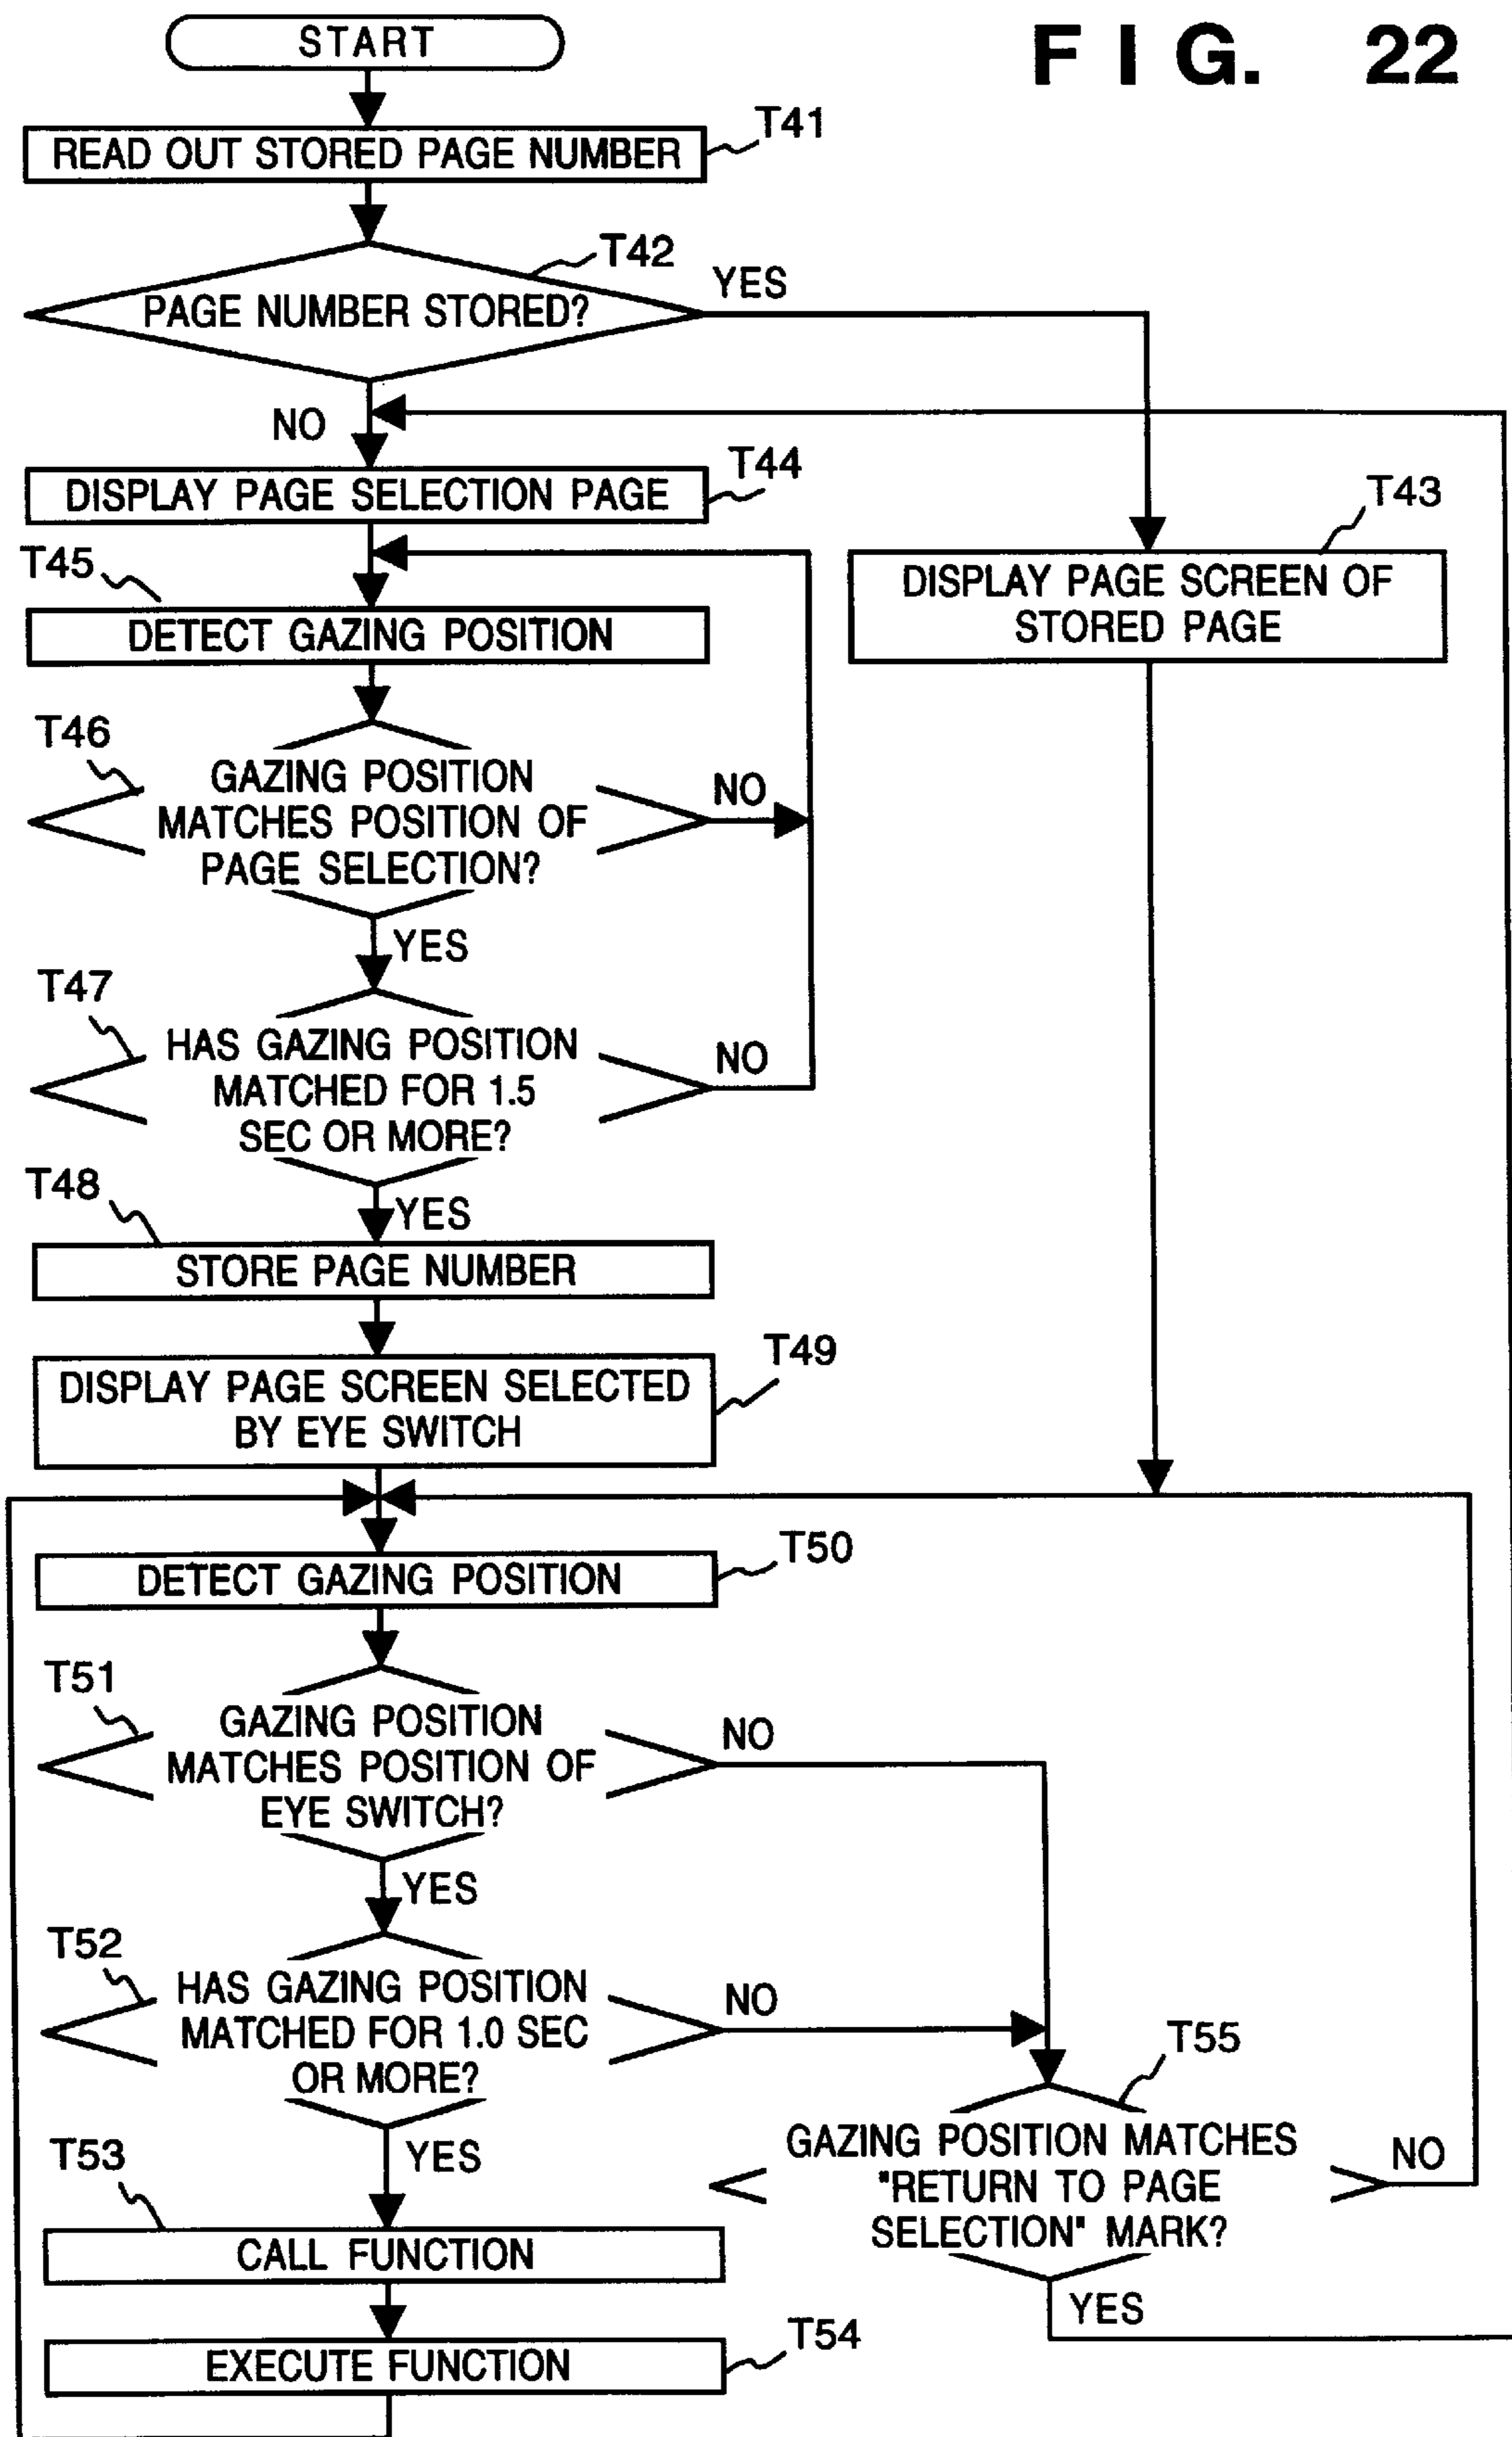 START
F I G. 22
T41
READ OUT STORED PAGE NUMBER
T42
YES
PAGE NUMBER STORED?
NO
T44
DISPLAY PAGE SELECTION PAGE
T43
DISPLAY PAGE SCREEN OF
STORED PAGE
T45
DETECT GAZING POSITION
T46
GAZING POSITION
MATCHES POSITION OF
PAGE SELECTION?
NO
YES
T47
HAS GAZING POSITION
MATCHED FOR 1.5
SEC OR MORE?
NO
T48
YES
STORE PAGE NUMBER
T49
DISPLAY PAGE SCREEN SELECTED
BY EYE SWITCH
T50
DETECT GAZING POSITION
T51
GAZING POSITION
MATCHES POSITION OF
EYE SWITCH?
NO
YES
T52
HAS GAZING POSITION
MATCHED FOR 1.0 SEC
OR MORE?
NO
T55
GAZING POSITION MATCHES
"RETURN TO PAGE
SELECTION" MARK?
NO
YES
T53
YES
CALL FUNCTION
T54
EXECUTE FUNCTION